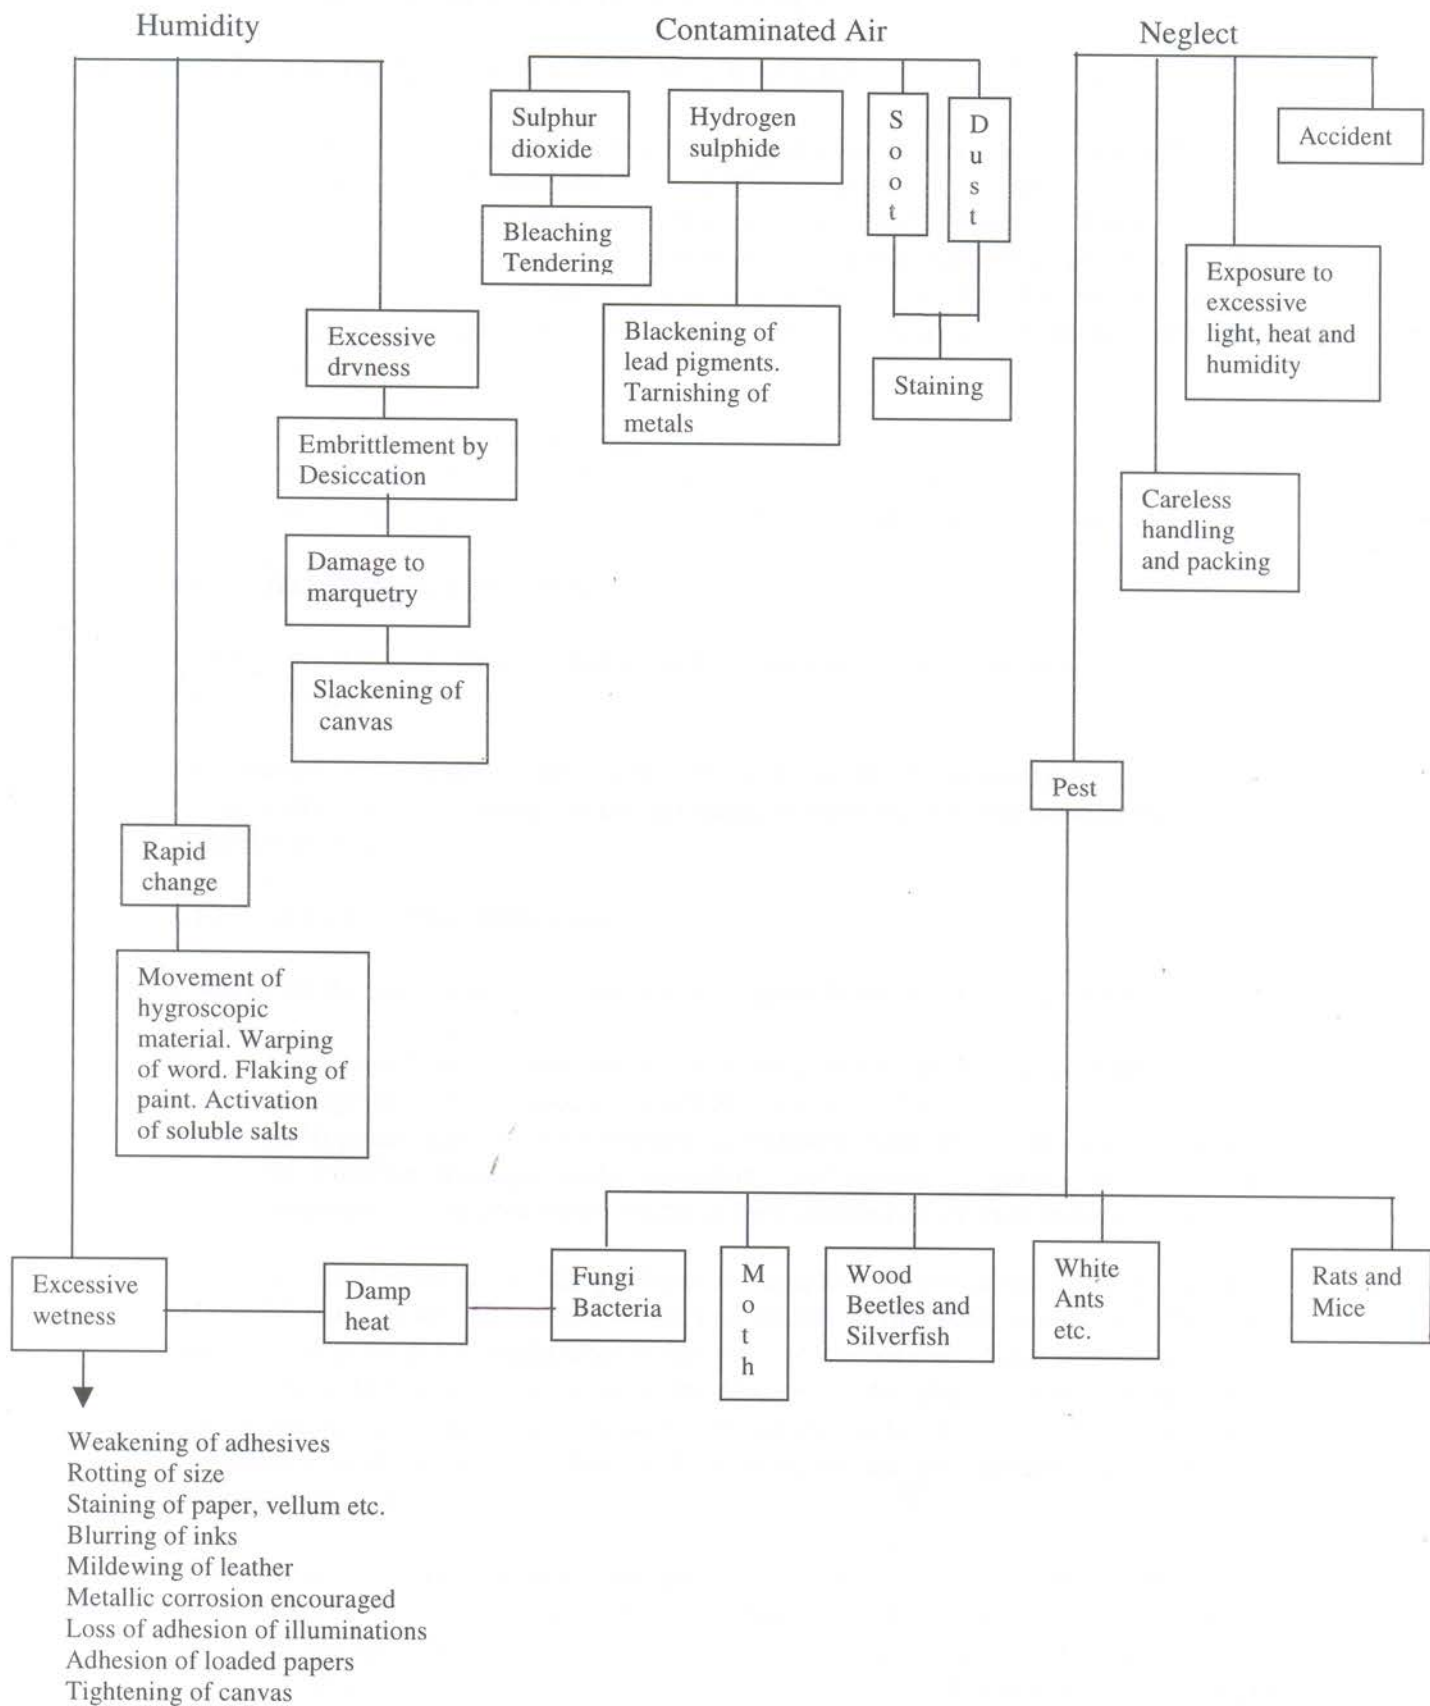 Humidity
Contaminated Air
Neglect
Sulphur
dioxide
Hydrogen
sulphide
Soot
Dust
Accident
Bleaching
Tendering
Exposure to
excessive
light, heat and
humidity
Excessive
drvness
Blackening of
lead pigments.
Tarnishing of
metals
Staining
Embrittlement by
Desiccation
Careless
handling
and packing
Damage to
marquetry
Slackening of
canvas
Pest
Rapid
change
Movement of
hygroscopic
material. Warping
of word. Flaking of
paint. Activation
of soluble salts
Excessive
wetness
Damp
heat
Fungi
Bacteria
Moth
Wood
Beetles and
Silverfish
White
Ants
etc.
Rats and
Mice
Weakening of adhesives
Rotting of size
Staining of paper, vellum etc.
Blurring of inks
Mildewing of leather
Metallic corrosion encouraged
Loss of adhesion of illuminations
Adhesion of loaded papers
Tightening of canvas